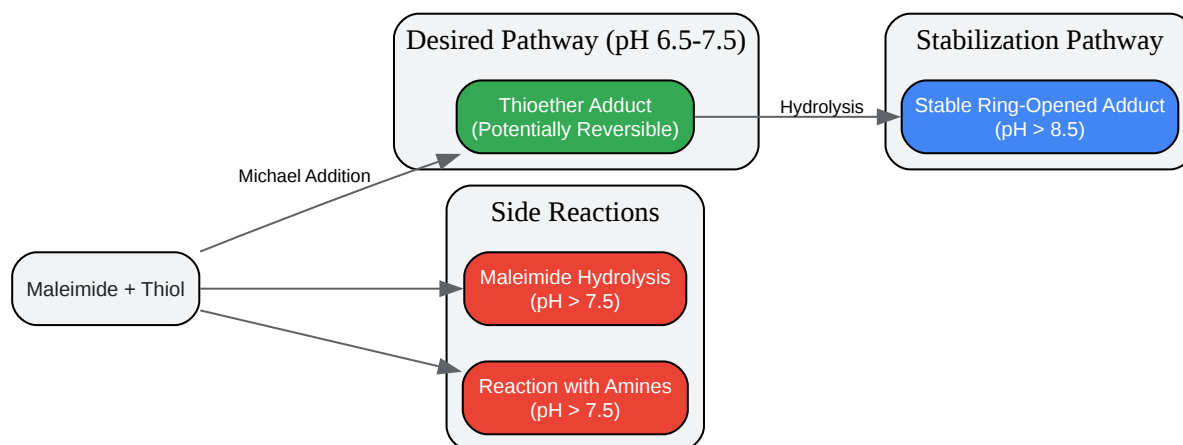 Desired Pathway (pH 6.5-7.5)
Thioether Adduct
(Potentially Reversible)
Hydrolysis
Stabilization Pathway
Stable Ring-Opened Adduct
(pH > 8.5)
Michael Addition
Maleimide + Thiol
Side Reactions
Maleimide Hydrolysis
(pH > 7.5)
Reaction with Amines
(pH > 7.5)